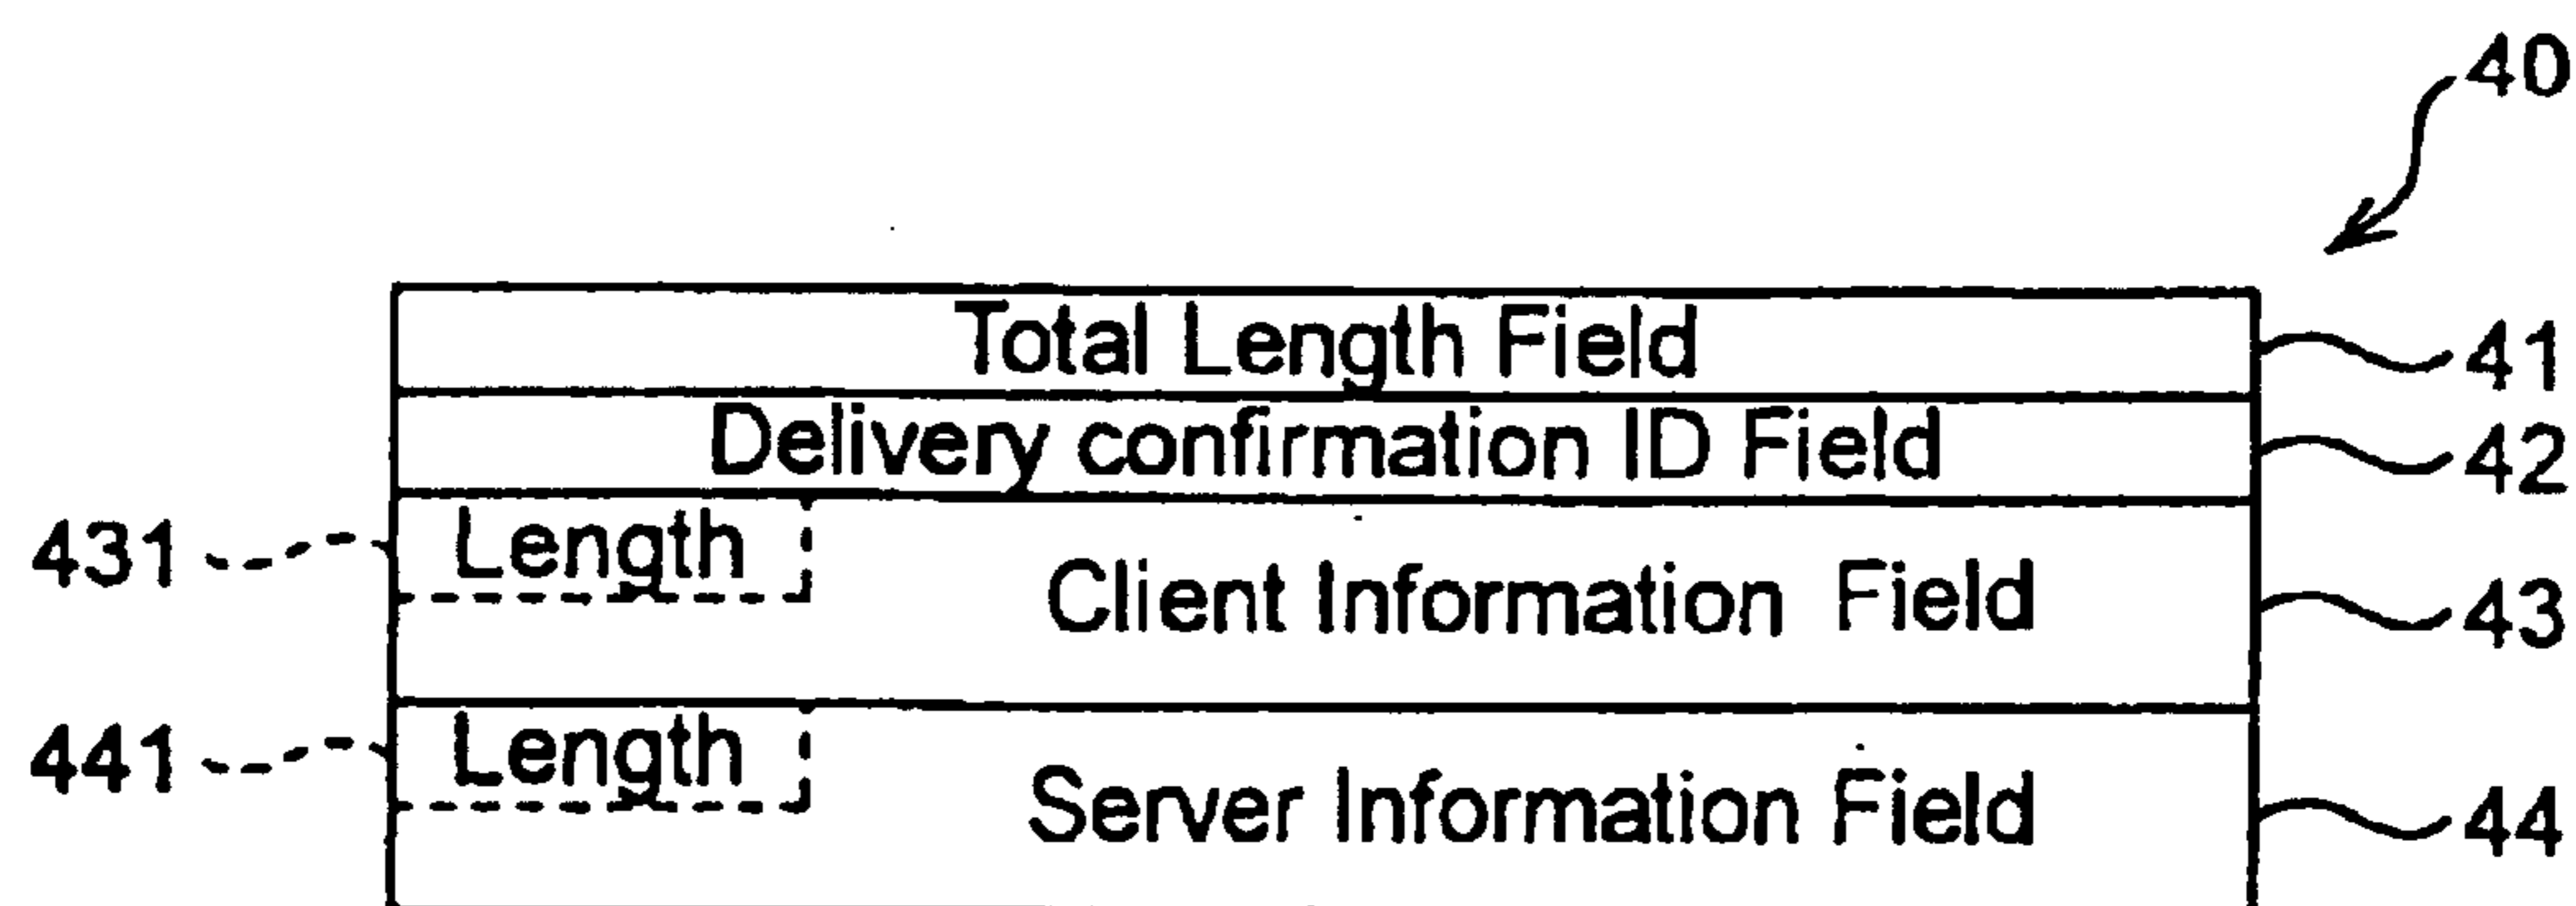 40
Total Length Field 41
Delivery confirmation ID Field 42
431 Length
Client Information Field 43
441 Length
Server Information Field 44